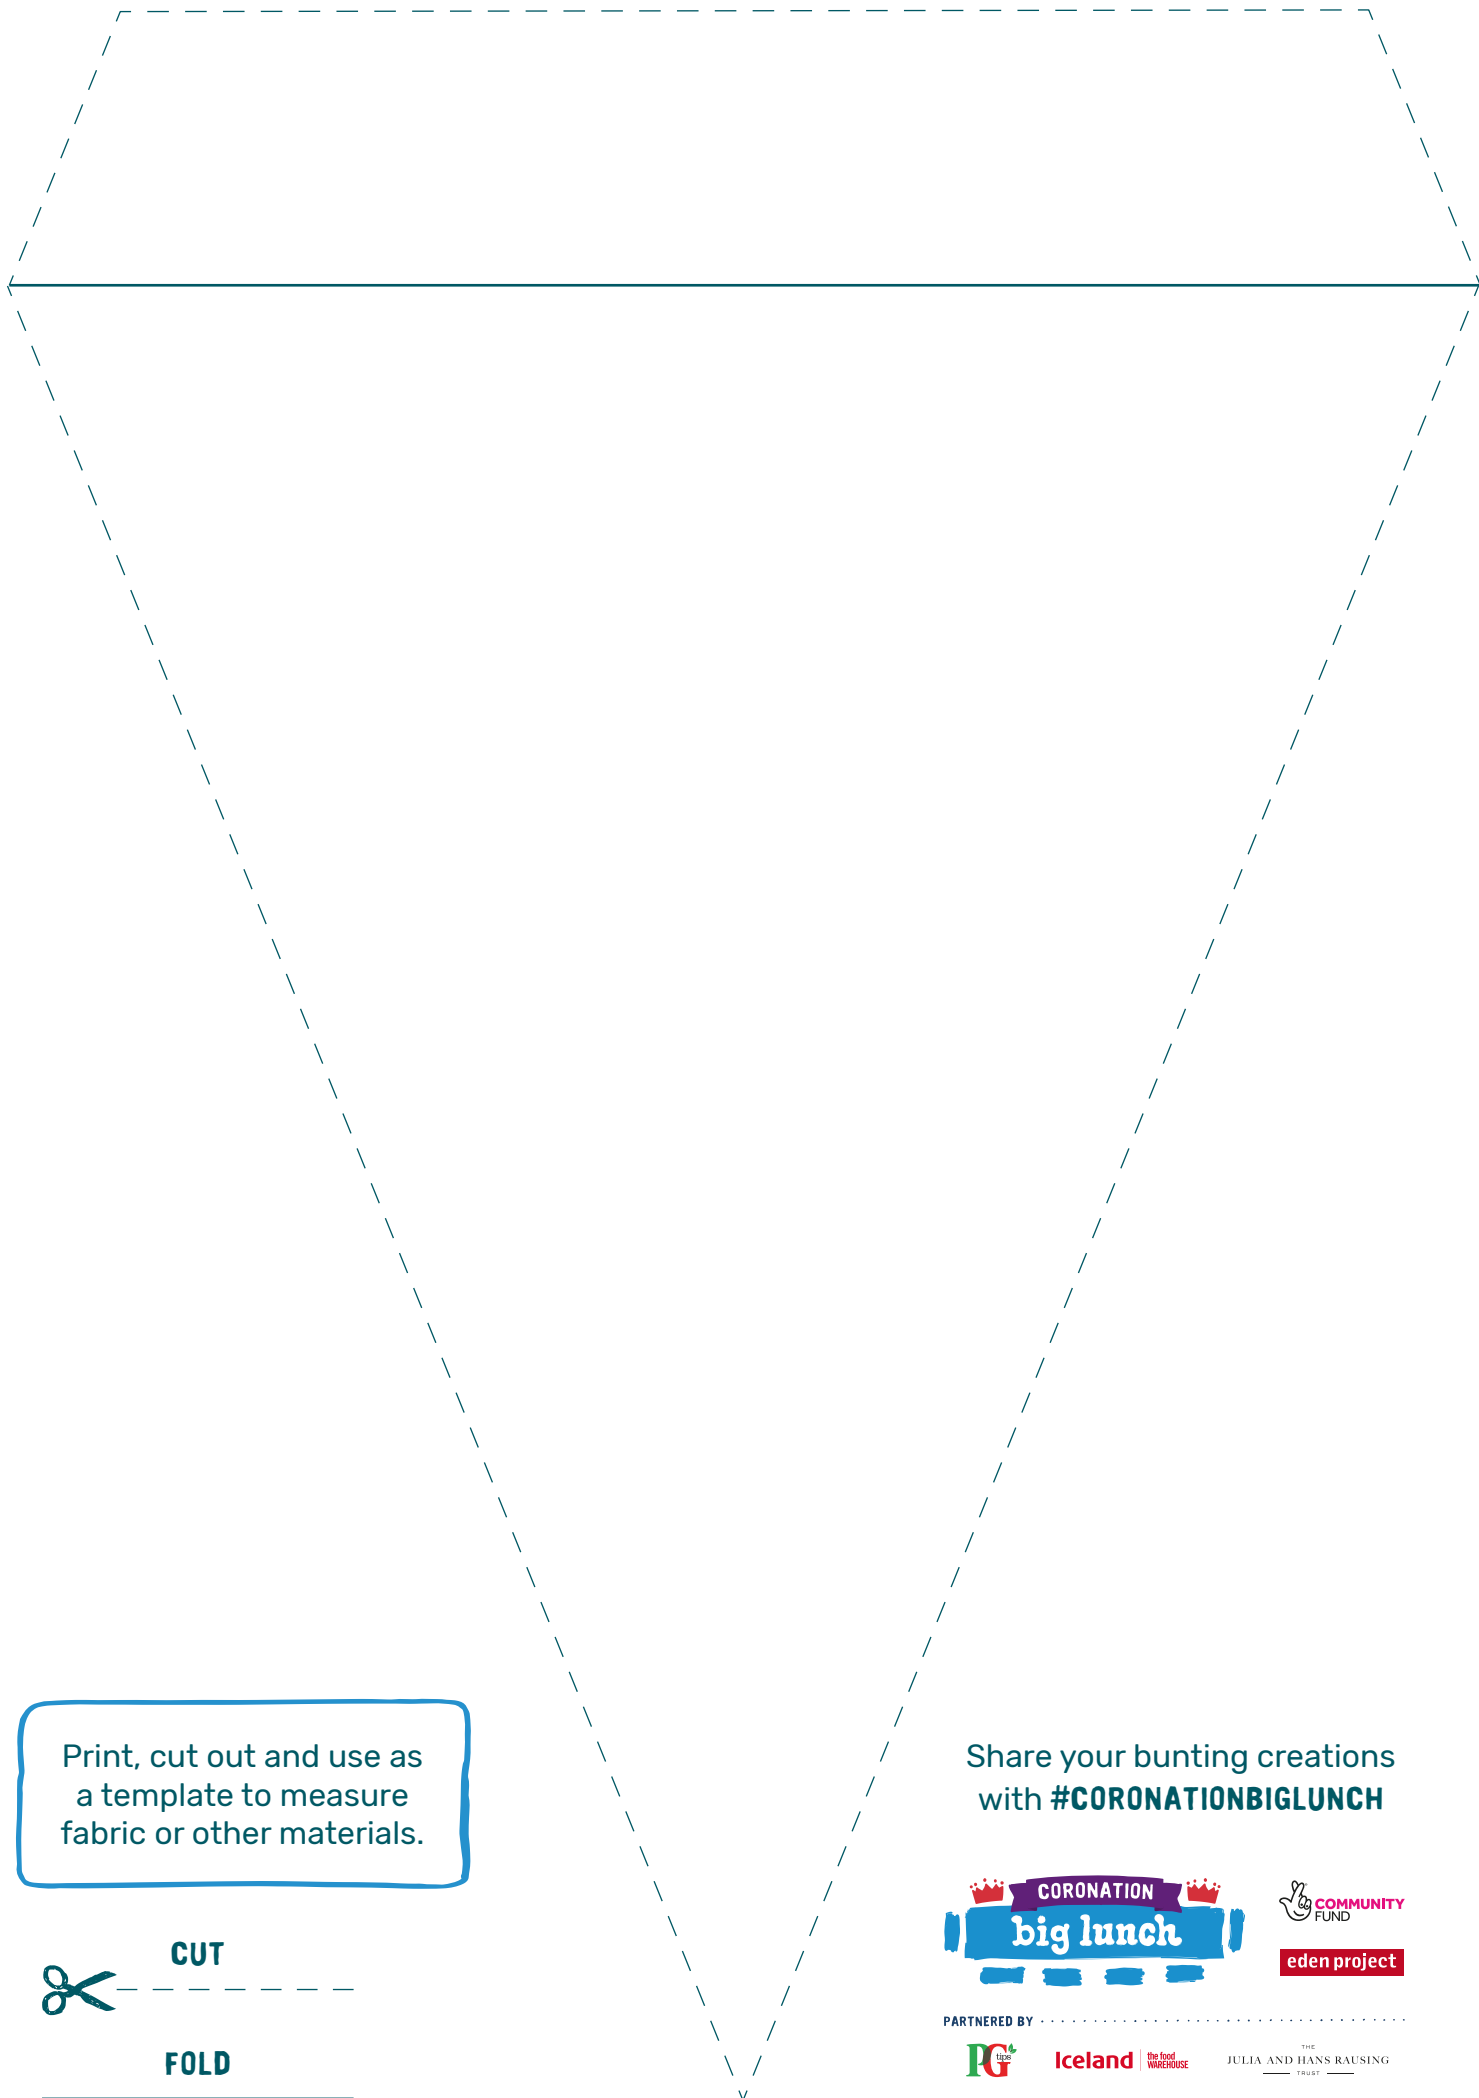 Print, cut out and use as
a template to measure
fabric or other materials.
CUT
FOLD
Share your bunting creations
with #CORONATIONBIGLUNCH
CORONATION
big lunch
COMMUNITY
FUND
eden project
PARTNERED BY
PG tips
Iceland the food
WAREHOUSE
THE
JULIA AND HANS RAUSING
TRUST